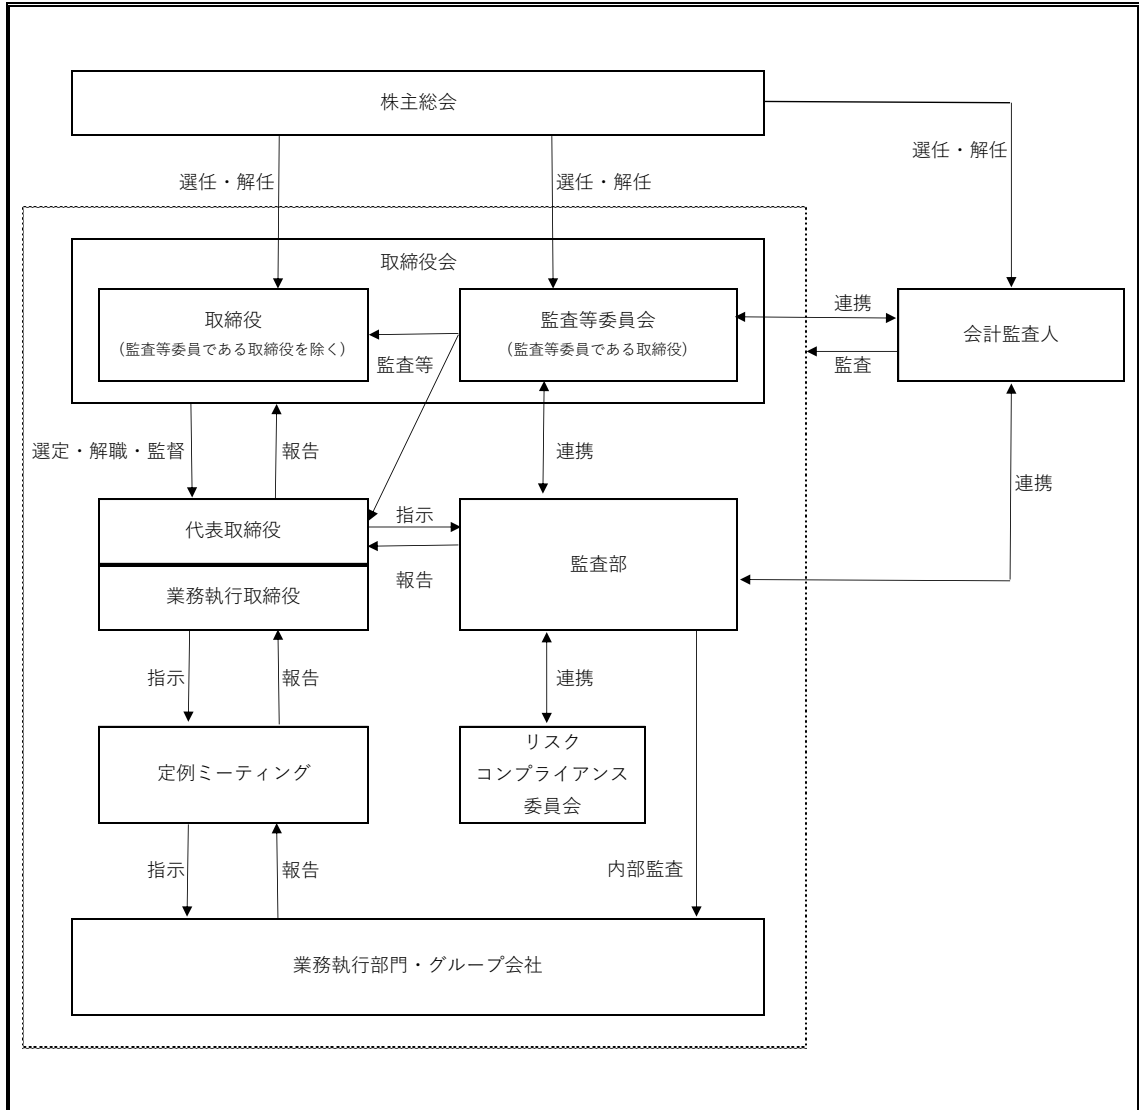 株主総会
選任・解任
選任・解任
選任・解任
取締役会
取締役
（監査等委員である取締役を除く）
監査等委員会
（監査等委員である取締役）
監査等
連携
監査
会計監査人
選定・解職・監督
報告
連携
連携
代表取締役
業務執行取締役
指示
報告
監査部
指示
報告
連携
定例ミーティング
リスク
コンプライアンス
委員会
指示
報告
内部監査
業務執行部門・グループ会社